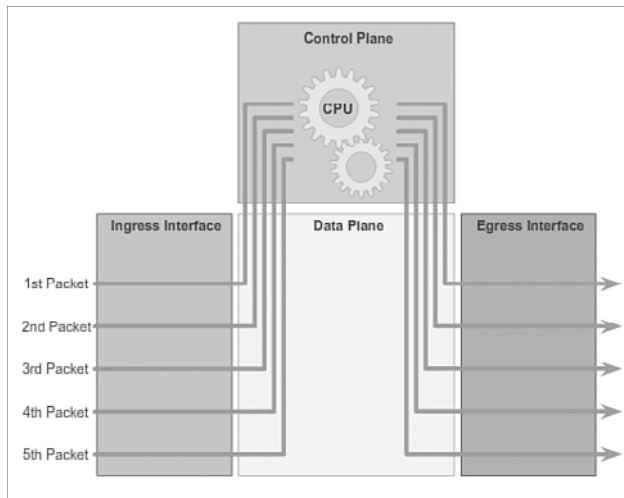 Control Plane
CPU
Ingress Interface
Data Plane
Egress Interface
1st Packet
2nd Packet
3rd Packet
4th Packet
5th Packet